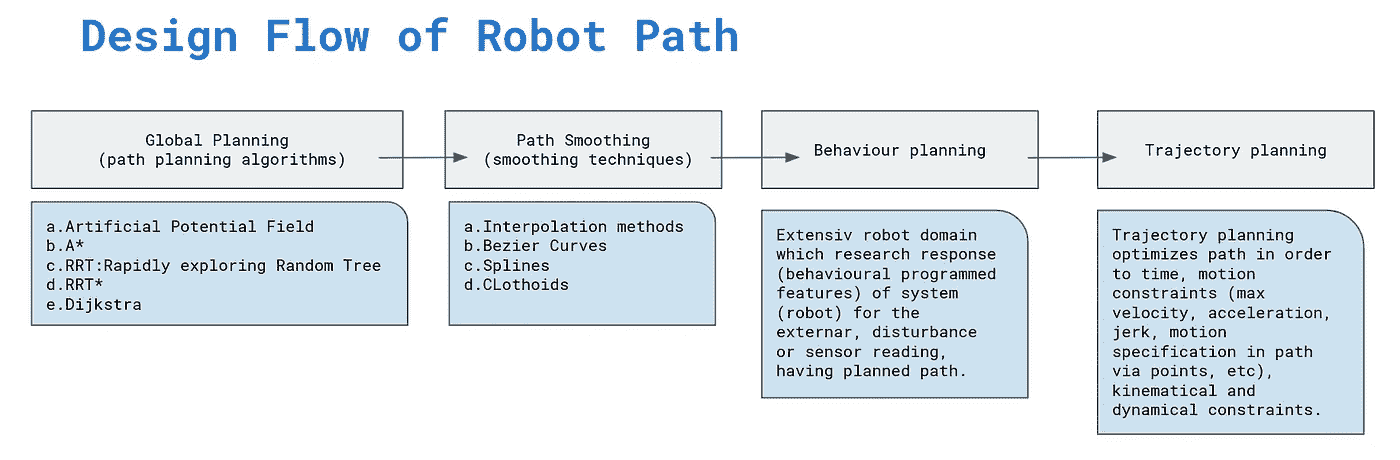 Design Flow of Robot Path
Global Planning
(path planning algorithms)
a.Artificial Potential Field
b.A*
c.RRT:Rapidly exploring Random Tree
d.RRT*
e.Dijkstra
Path Smoothing
(smoothing techniques)
a.Interpolation methods
b.Bezier Curves
c.Splines
d.CLothoids
Behaviour planning
Extensiv robot domain
which research response
(behavioural programmed
features) of system
(robot) for the
externar, disturbance
or sensor reading,
having planned path.
Trajectory planning
Trajectory planning
optimizes path in order
to time, motion
constraints (max
velocity, acceleration,
jerk, motion
specification in path
via points, etc),
kinematical and
dynamical constraints.